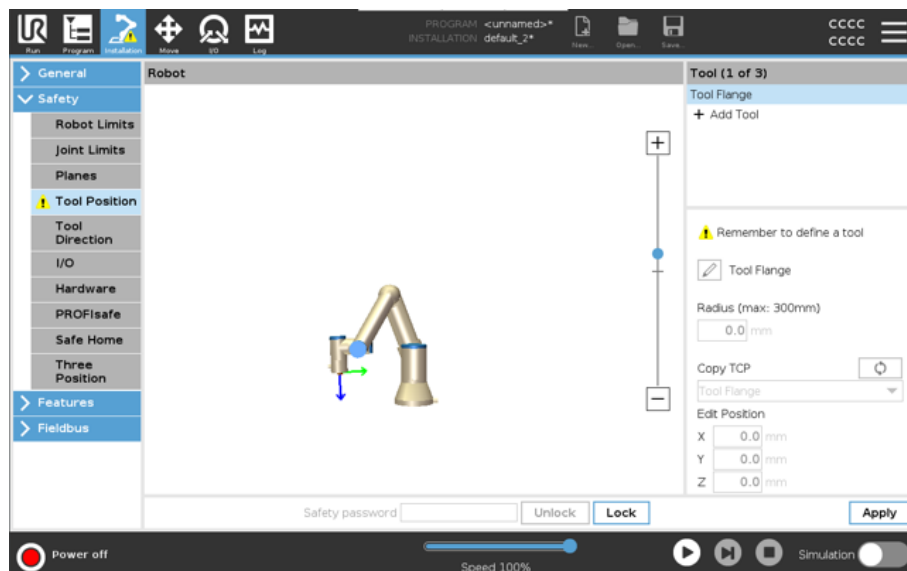 UR
PROGRAM <unnamed>*
INSTALLATION default_2*
cccc
cccc
Run Program Installation Move I/O Log New... Open... Save...
General
Safety
Robot Limits
Joint Limits
Planes
Tool Position
Tool
Direction
I/O
Hardware
PROFIsafe
Safe Home
Three
Position
Features
Fieldbus
Robot
Tool (1 of 3)
Tool Flange
+ Add Tool
Remember to define a tool
Tool Flange
Radius (max: 300mm)
0.0 mm
Copy TCP
Tool Flange
Edit Position
X 0.0 mm
Y 0.0 mm
Z 0.0 mm
Safety password Unlock Lock Apply
Power off
Speed 100%
Simulation